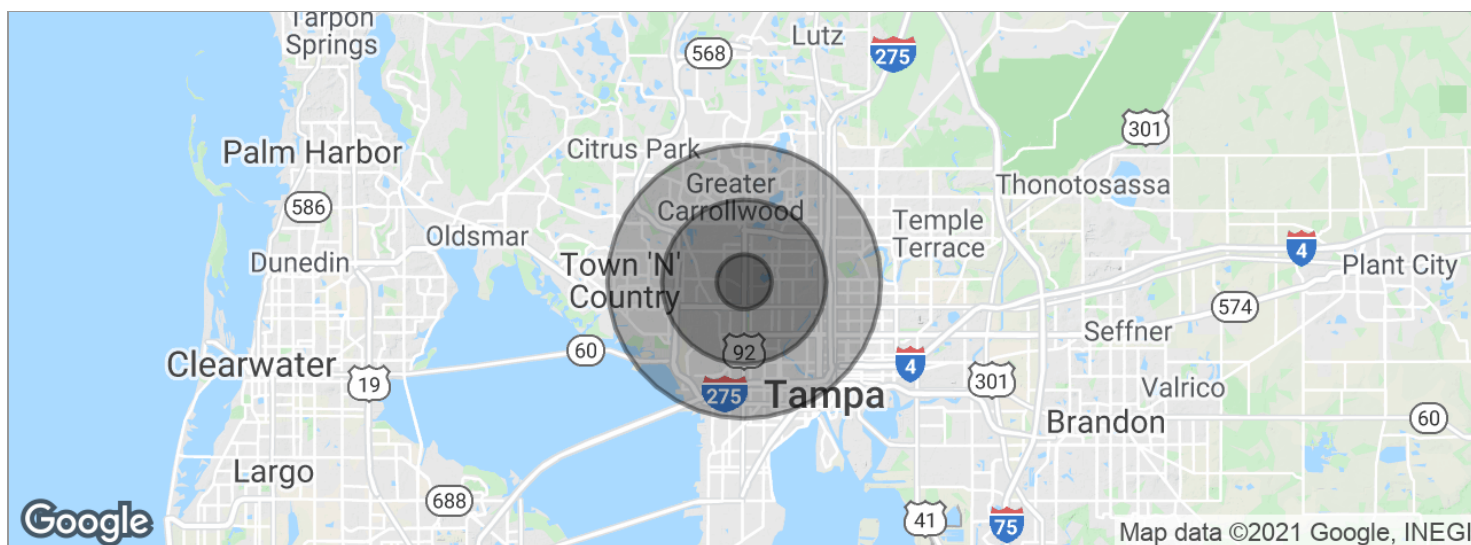 Tarpon
Springs
Lutz
568
275
301
Palm Harbor
Citrus Park
Greater
Carrollwood
Thonotosassa
586
Oldsmar
Temple
Terrace
Dunedin
Town 'N'
Country
4
Plant City
574
Seffner
60
92
Clearwater
19
4
301
Valrico
275
Tampa
Brandon
60
Largo
688
Google
41
75
Map data ©2021 Google, INEGI